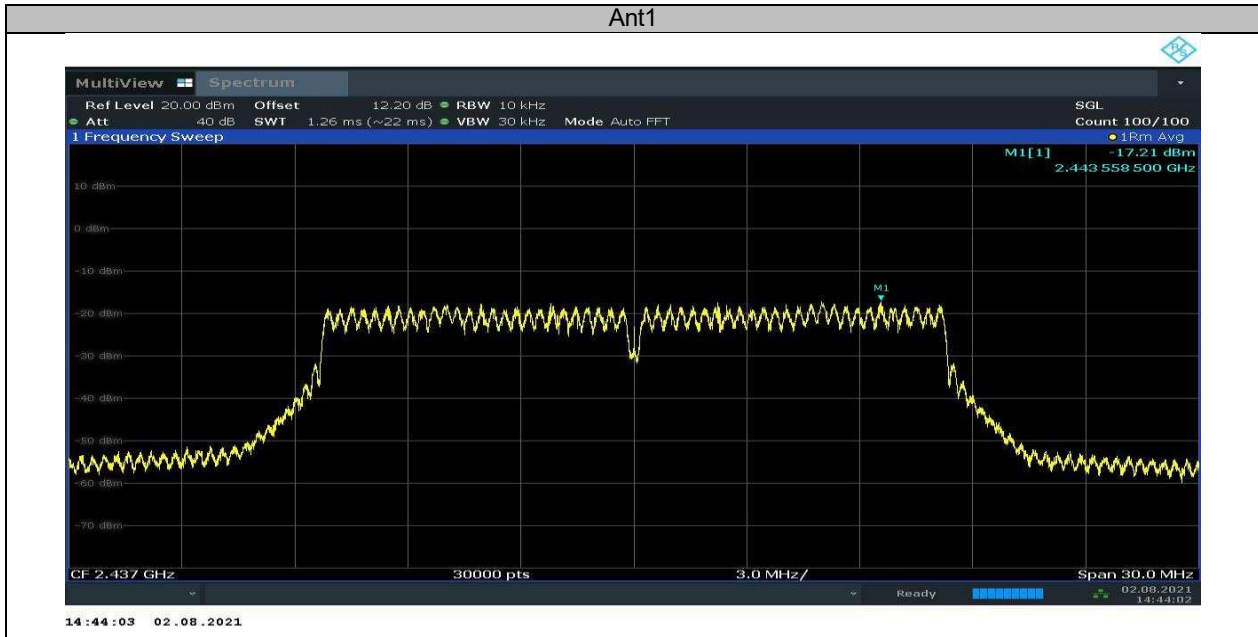 Ant1
R&S
MultiView Spectrum
Ref Level 20.00 dBm Offset 12.20 dB RBW 10 kHz SGL
Att 40 dB SWT 1.26 ms (~22 ms) VBW 30 kHz Mode Auto FFT Count 100/100
1 Frequency Sweep 1Rm Avg
M1[1] -17.21 dBm
2.443 558 500 GHz
10 dBm
0 dBm
-10 dBm
M1
-20 dBm
-30 dBm
-40 dBm
-50 dBm
-60 dBm
-70 dBm
CF 2.437 GHz 30000 pts 3.0 MHz/ Span 30.0 MHz
Ready 02.08.2021
14:44:02
14:44:03 02.08.2021